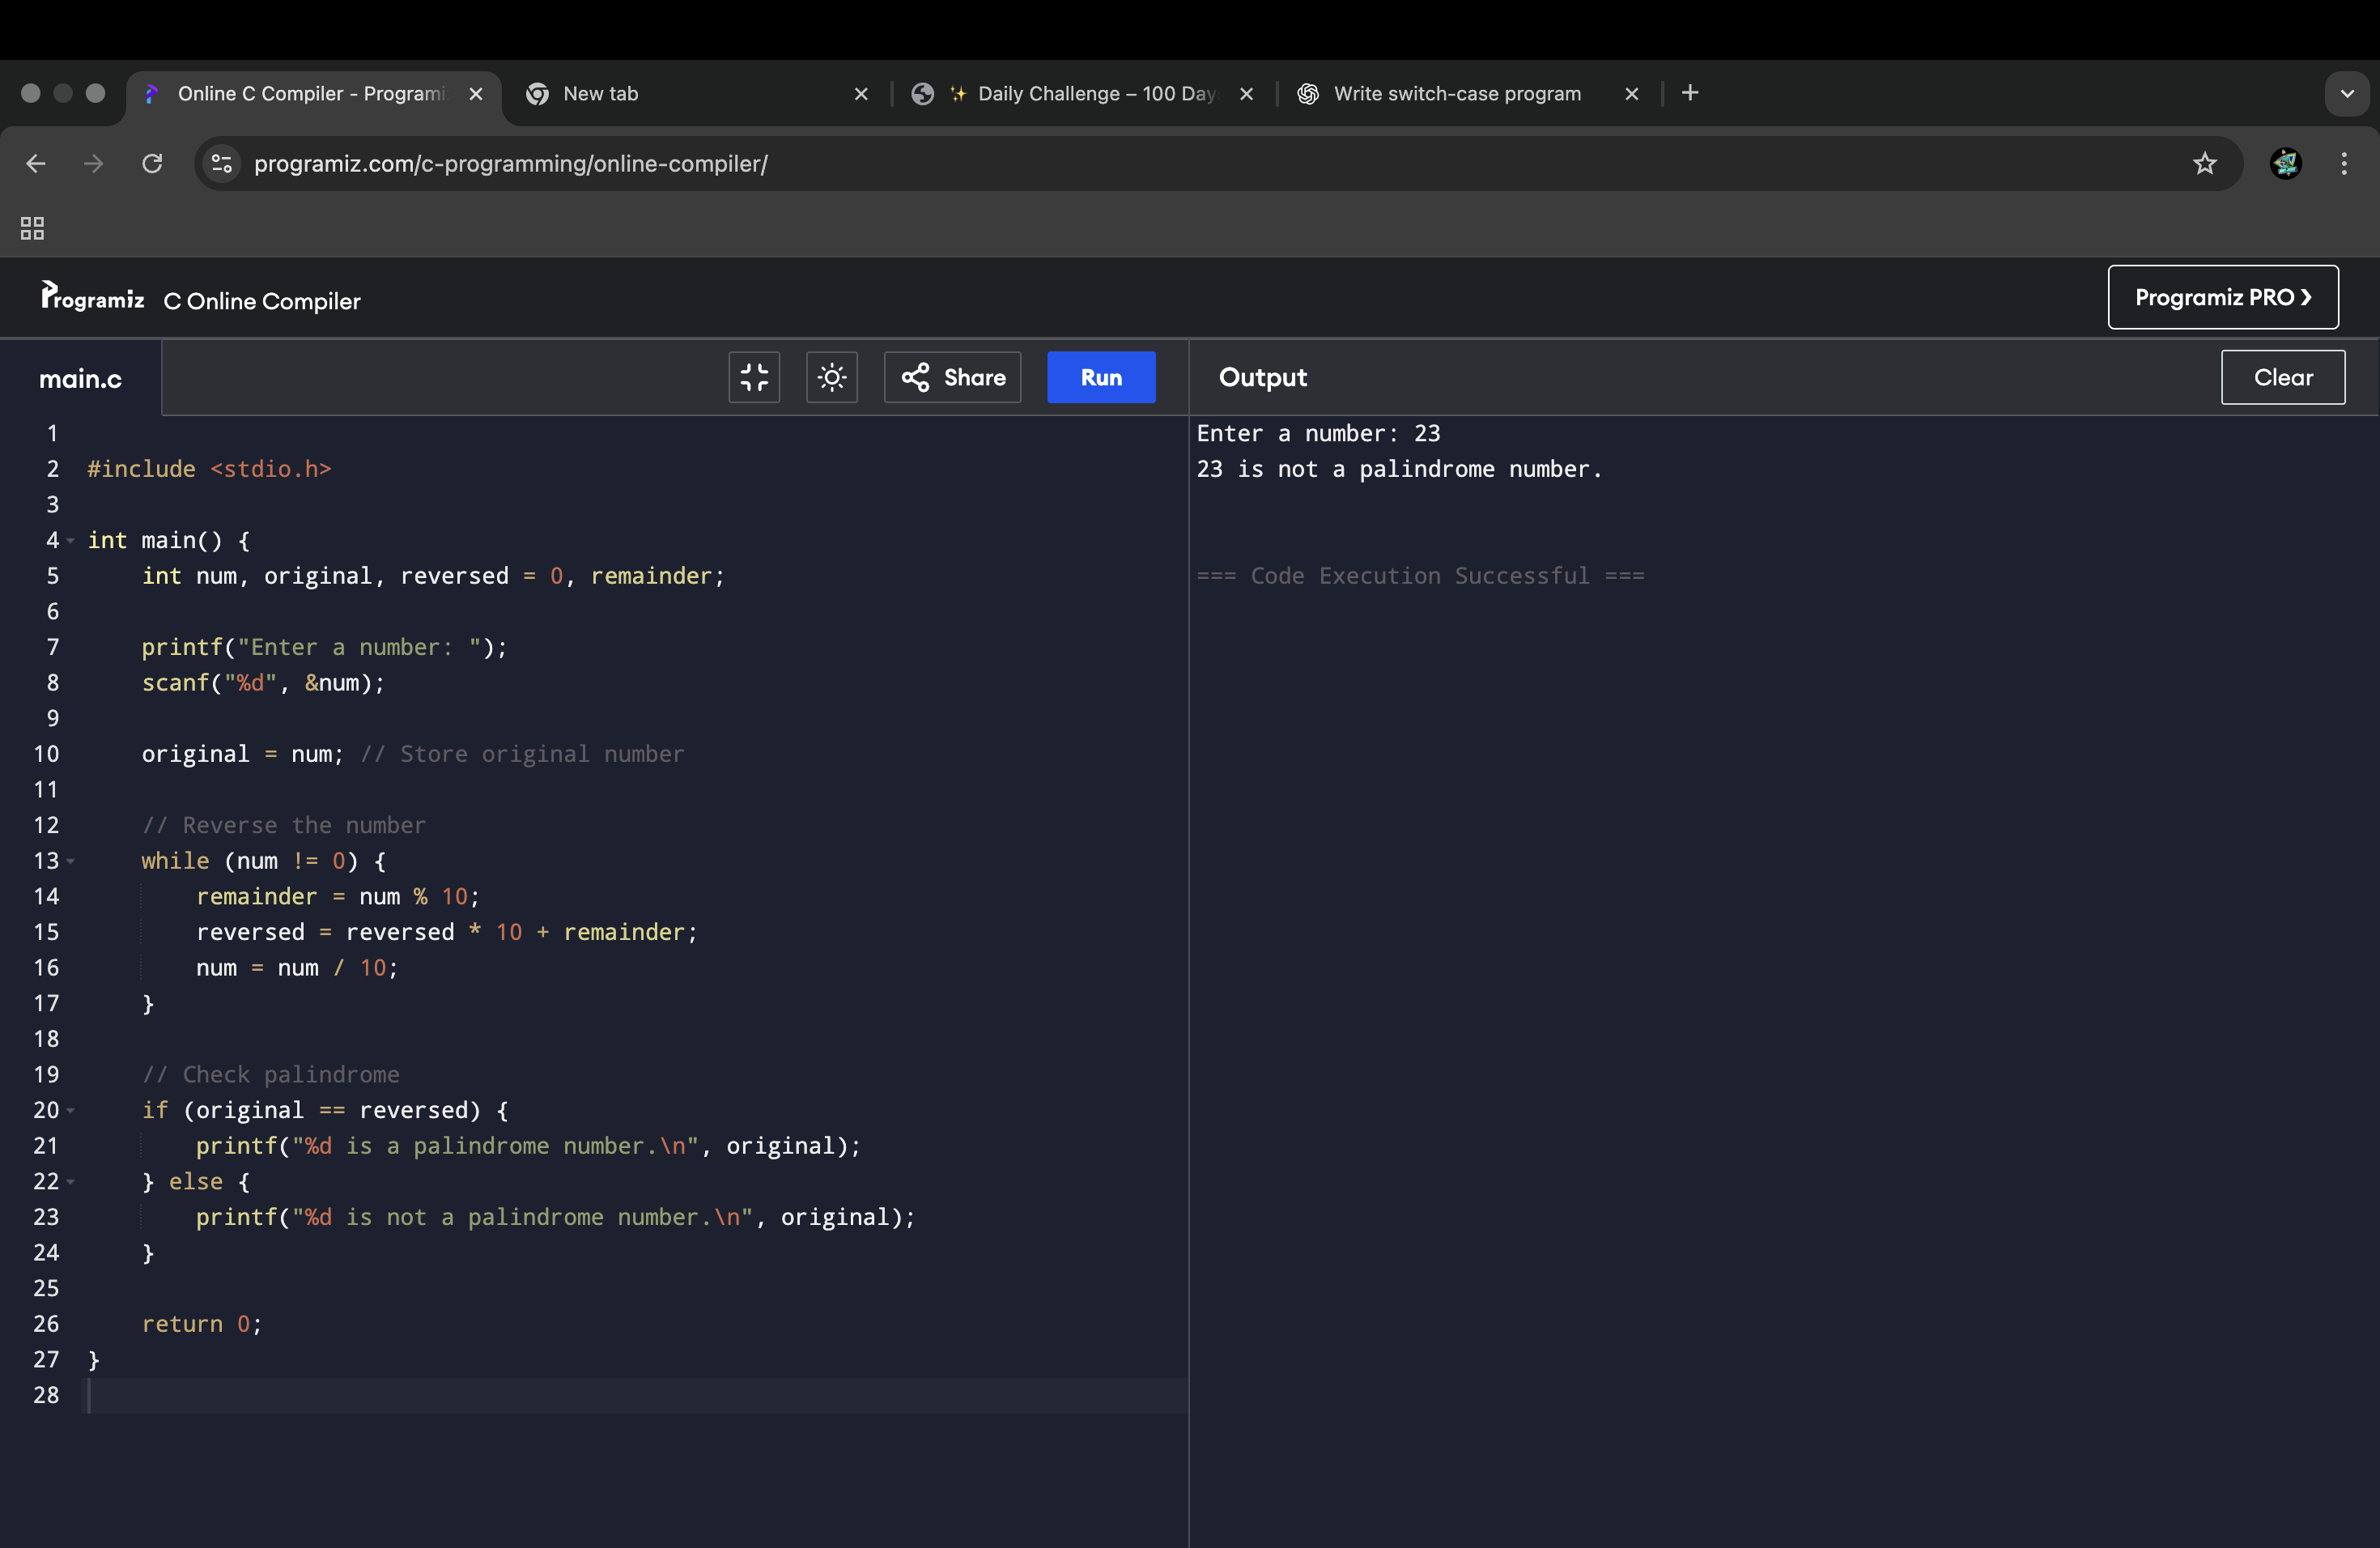 Online C Compiler - Programi
New tab
✨ Daily Challenge – 100 Day
Write switch-case program
programiz.com/c-programming/online-compiler/
Programiz C Online Compiler
Programiz PRO ❯
main.c
Share
Run
Output
Clear
1
2 #include <stdio.h>
3
4 int main() {
5     int num, original, reversed = 0, remainder;
6
7     printf("Enter a number: ");
8     scanf("%d", &num);
9
10     original = num; // Store original number
11
12     // Reverse the number
13     while (num != 0) {
14         remainder = num % 10;
15         reversed = reversed * 10 + remainder;
16         num = num / 10;
17     }
18
19     // Check palindrome
20     if (original == reversed) {
21         printf("%d is a palindrome number.\n", original);
22     } else {
23         printf("%d is not a palindrome number.\n", original);
24     }
25
26     return 0;
27 }
28
Enter a number: 23
23 is not a palindrome number.
=== Code Execution Successful ===